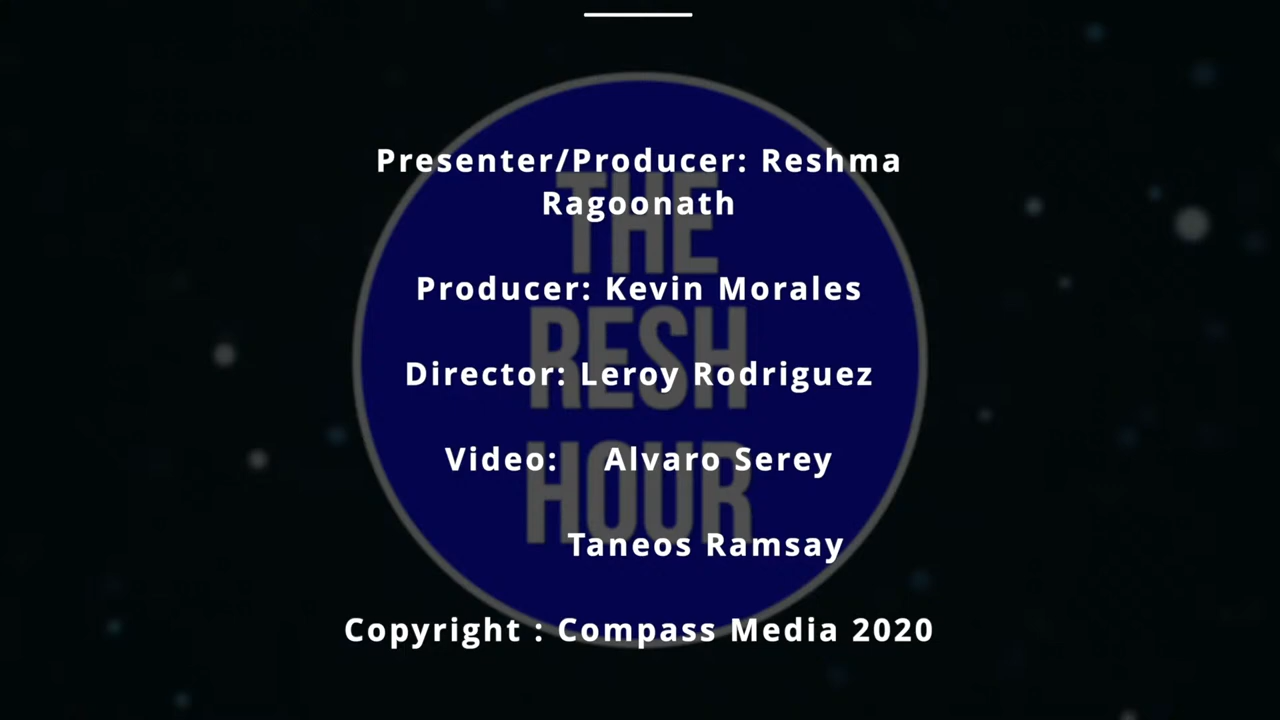 Presenter/Producer: Reshma
Ragoonath
THE
Producer: Kevin Morales
RESH
Director: Leroy Rodriguez
HOUR
Video: Alvaro Serey
Taneos Ramsay
Copyright : Compass Media 2020